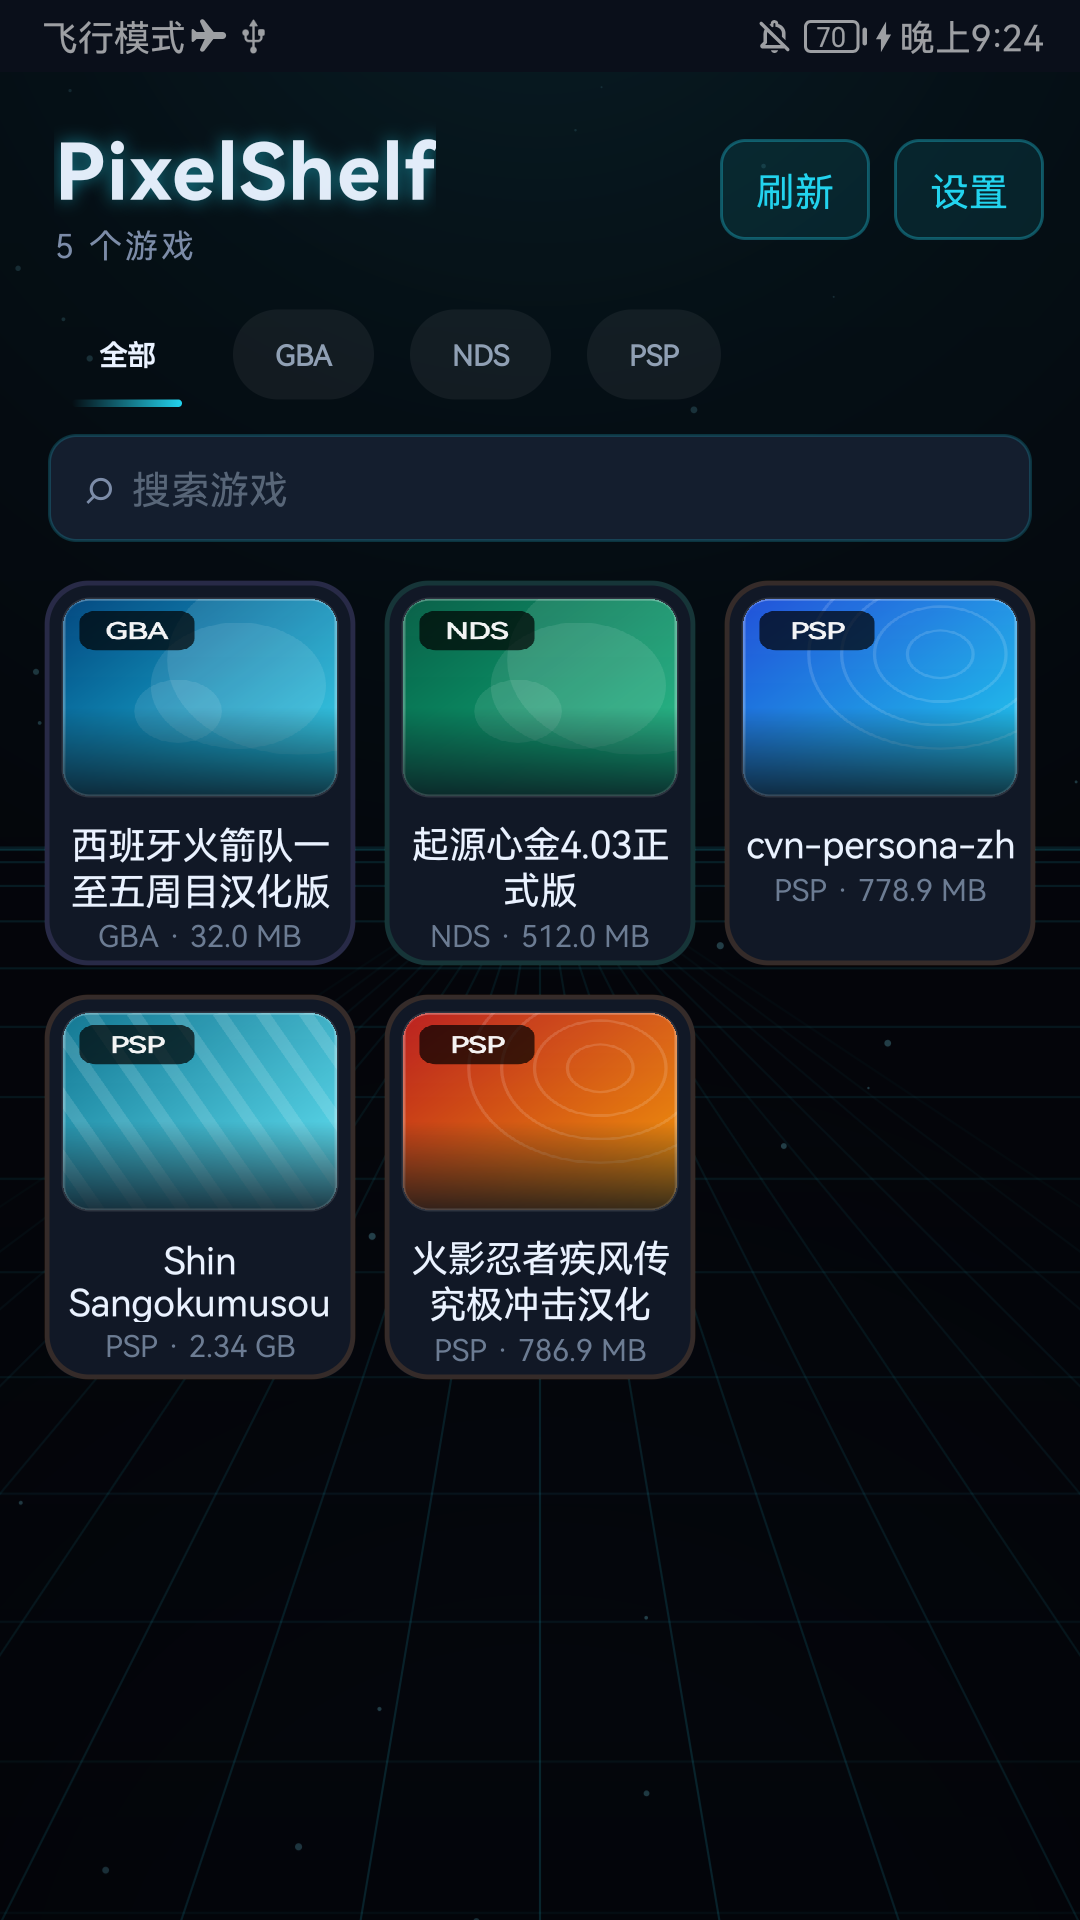 飞行模式 70 晚上9:24
PixelShelf
5 个游戏
刷新 设置
全部 GBA NDS PSP
搜索游戏
GBA
西班牙火箭队一
至五周目汉化版
GBA · 32.0 MB
NDS
起源心金4.03正
式版
NDS · 512.0 MB
PSP
cvn-persona-zh
PSP · 778.9 MB
PSP
Shin
Sangokumusou
PSP · 2.34 GB
PSP
火影忍者疾风传
究极冲击汉化
PSP · 786.9 MB